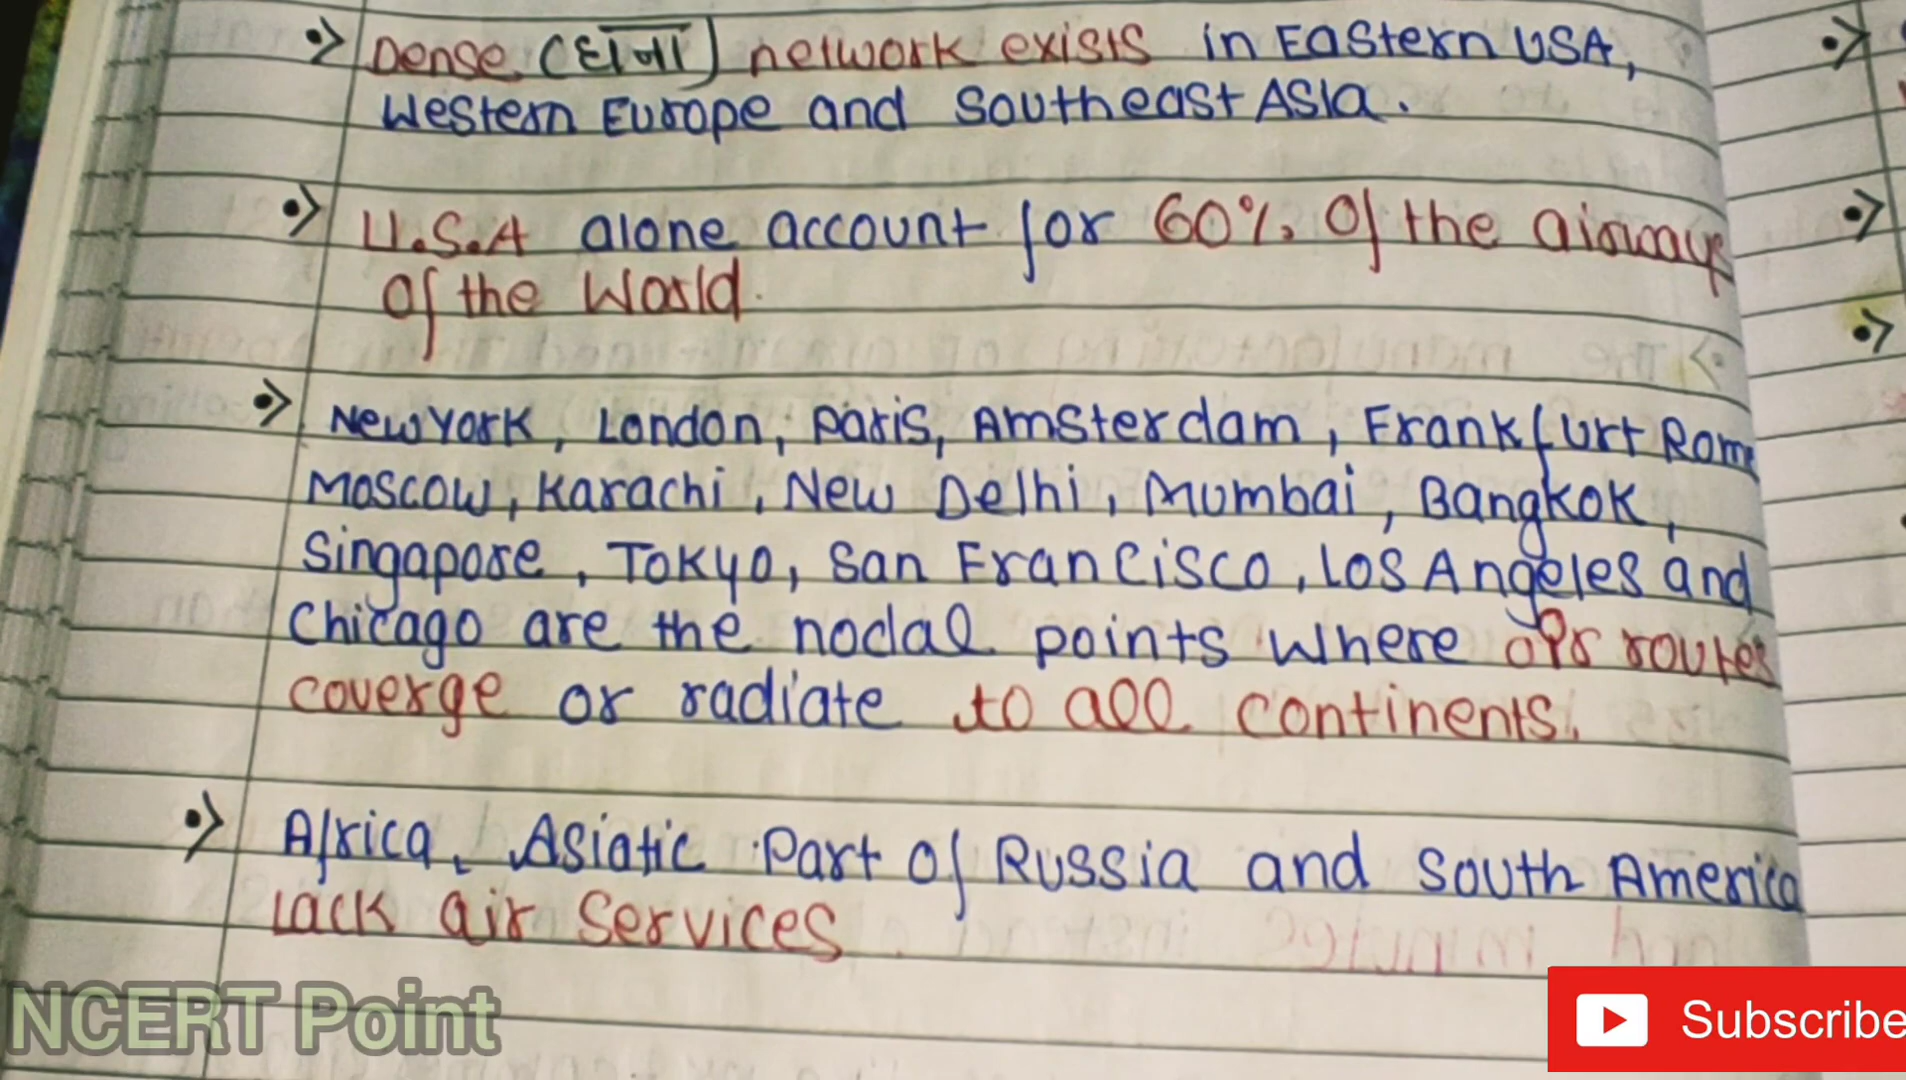 Dense (घना) network exists in Eastern USA,
Western Europe and Southeast Asia.
U.S.A alone account for 60% of the airways
of the World.
New York, London, Paris, Amsterdam, Frankfurt Rome
Moscow, Karachi, New Delhi, Mumbai, Bangkok,
Singapore, Tokyo, San Francisco, Los Angeles and
Chicago are the nodal points where air routes
coverge or radiate to all continents.
Africa, Asiatic Part of Russia and South America
Lack air Services
NCERT Point
Subscribe